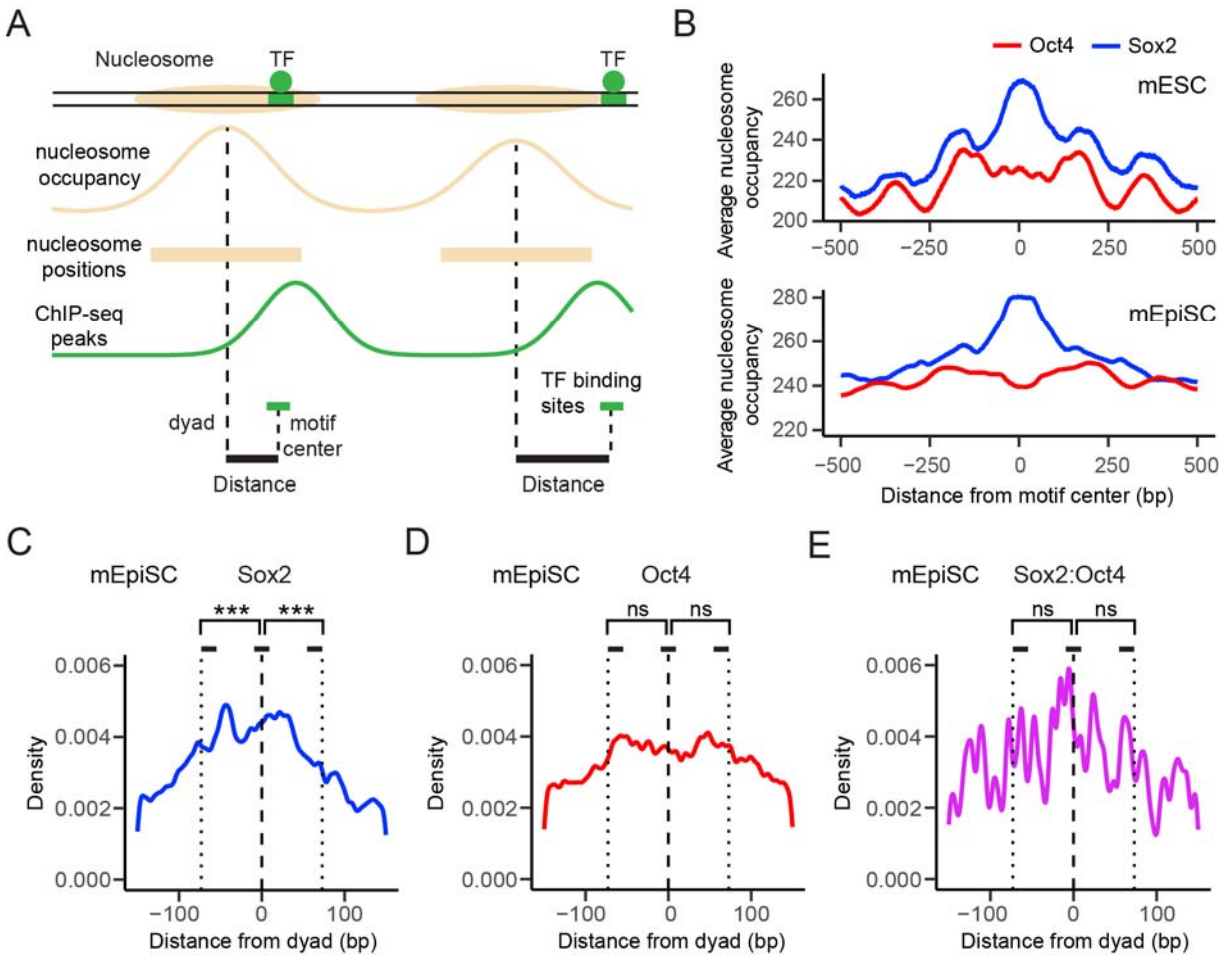 A
Nucleosome
TF
TF
nucleosome
occupancy
nucleosome
positions
ChIP-seq
peaks
TF binding
sites
dyad
motif
center
Distance
Distance
B
Oct4
Sox2
mESC
Average nucleosome
occupancy
260
240
220
200
−500
−250
0
250
500
mEpiSC
Average nucleosome
occupancy
280
260
240
220
−500
−250
0
250
500
Distance from motif center (bp)
C
mEpiSC
Sox2
***
***
Density
0.006
0.004
0.002
0.000
−100
0
100
Distance from dyad (bp)
D
mEpiSC
Oct4
ns
ns
Density
0.006
0.004
0.002
0.000
−100
0
100
Distance from dyad (bp)
E
mEpiSC
Sox2:Oct4
ns
ns
Density
0.006
0.004
0.002
0.000
−100
0
100
Distance from dyad (bp)